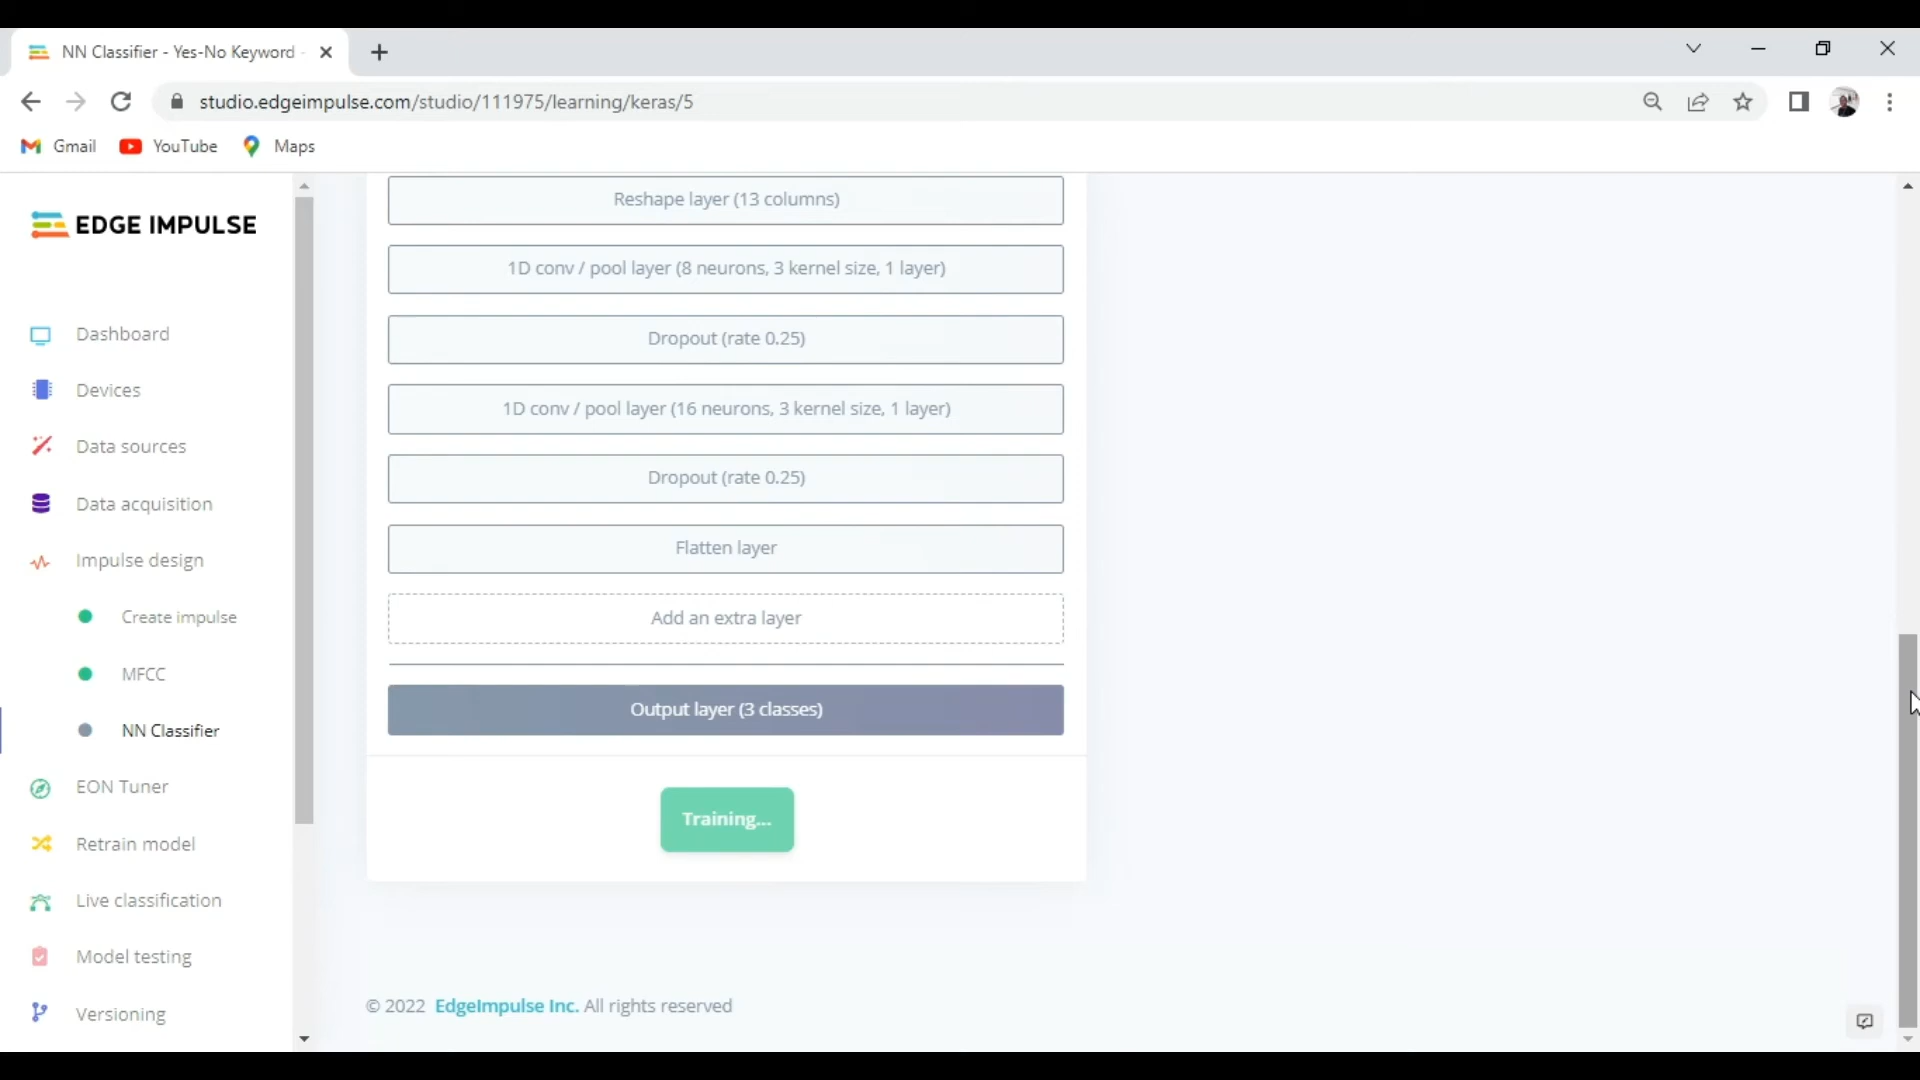 NN Classifier - Yes-No Keyword -
studio.edgeimpulse.com/studio/111975/learning/keras/5
Gmail YouTube Maps
EDGE IMPULSE
Dashboard
Devices
Data sources
Data acquisition
Impulse design
Create impulse
MFCC
NN Classifier
EON Tuner
Retrain model
Live classification
Model testing
Versioning
Reshape layer (13 columns)
1D conv / pool layer (8 neurons, 3 kernel size, 1 layer)
Dropout (rate 0.25)
1D conv / pool layer (16 neurons, 3 kernel size, 1 layer)
Dropout (rate 0.25)
Flatten layer
Add an extra layer
Output layer (3 classes)
Training...
© 2022 EdgeImpulse Inc. All rights reserved